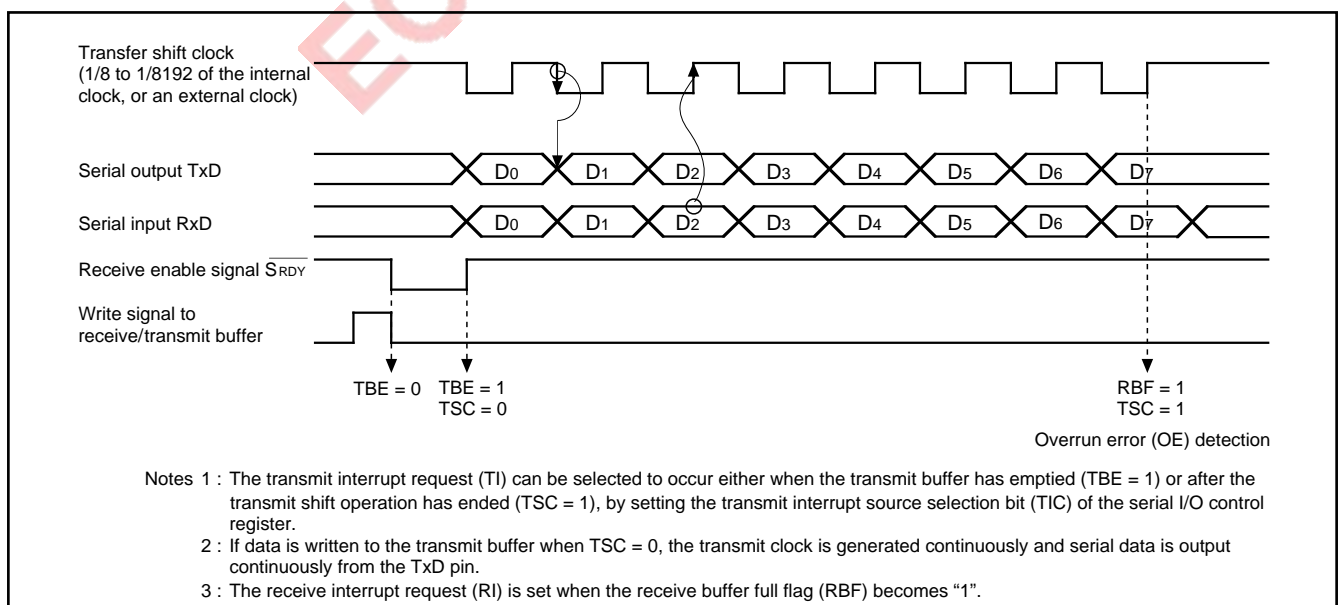 Transfer shift clock
(1/8 to 1/8192 of the internal
clock, or an external clock)
Serial output TxD
D0 D1 D2 D3 D4 D5 D6 D7
Serial input RxD
D0 D1 D2 D3 D4 D5 D6 D7
Receive enable signal SRDY
Write signal to
receive/transmit buffer
TBE = 0
TBE = 1
TSC = 0
RBF = 1
TSC = 1
Overrun error (OE) detection
Notes 1 : The transmit interrupt request (TI) can be selected to occur either when the transmit buffer has emptied (TBE = 1) or after the
transmit shift operation has ended (TSC = 1), by setting the transmit interrupt source selection bit (TIC) of the serial I/O control
register.
2 : If data is written to the transmit buffer when TSC = 0, the transmit clock is generated continuously and serial data is output
continuously from the TxD pin.
3 : The receive interrupt request (RI) is set when the receive buffer full flag (RBF) becomes “1”.